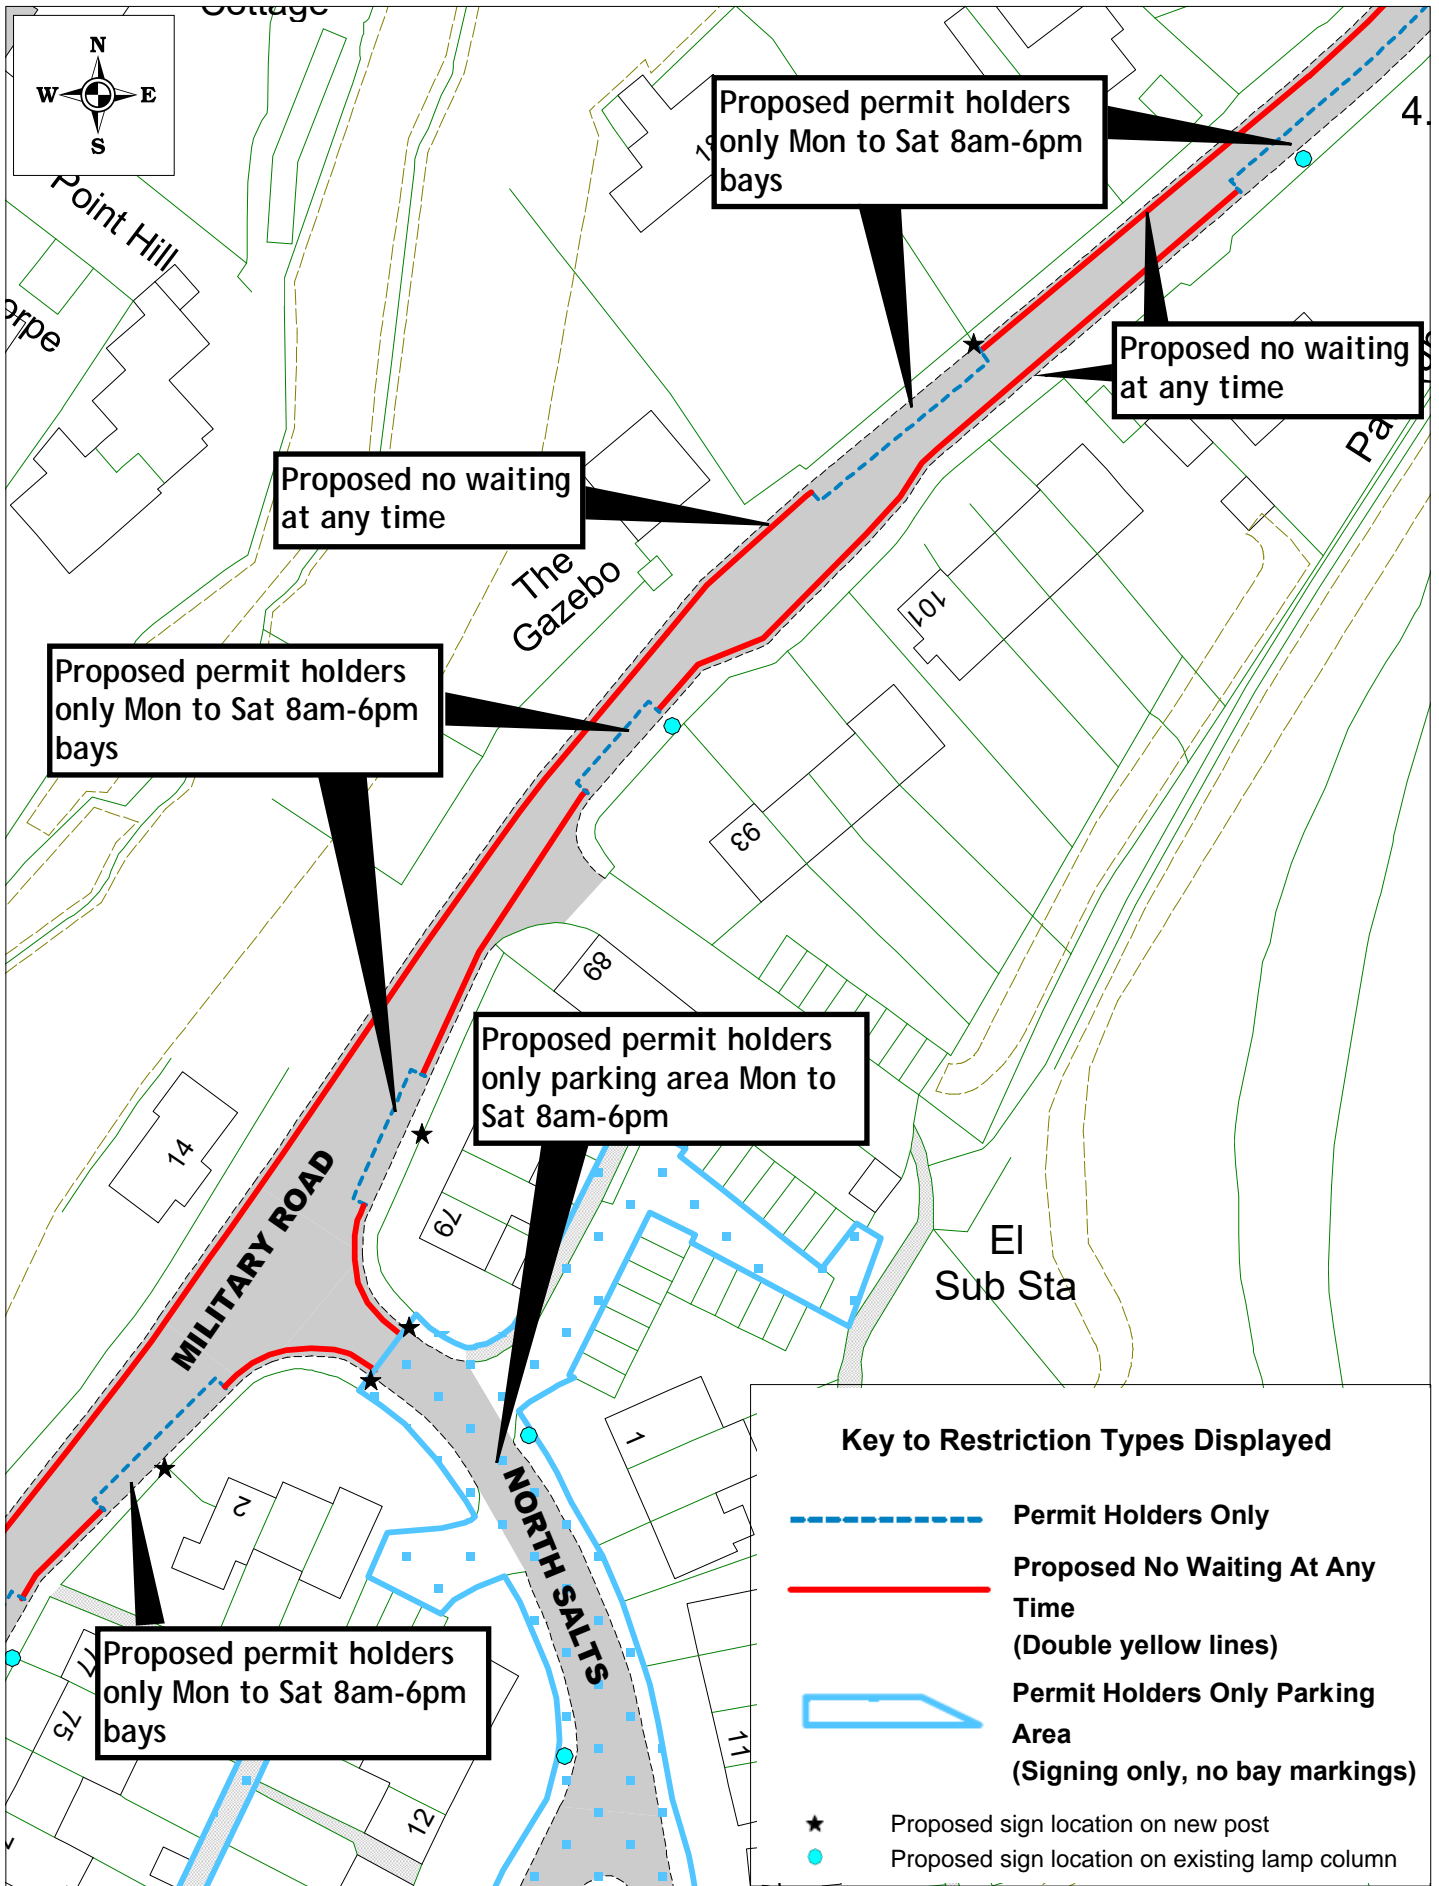 Cottage
N
W E
S
Point Hill
orpe
Proposed permit holders
only Mon to Sat 8am-6pm
bays
4.
Proposed no waiting
at any time
Proposed no waiting
at any time
The
Gazebo
101
Proposed permit holders
only Mon to Sat 8am-6pm
bays
93
89
Proposed permit holders
only parking area Mon to
Sat 8am-6pm
14
79
MILITARY ROAD
El
Sub Sta
1
2
NORTH SALTS
Key to Restriction Types Displayed
Permit Holders Only
Proposed No Waiting At Any
Time
(Double yellow lines)
Permit Holders Only Parking
Area
(Signing only, no bay markings)
Proposed sign location on new post
Proposed sign location on existing lamp column
77
Proposed permit holders
only Mon to Sat 8am-6pm
bays
75
11
12